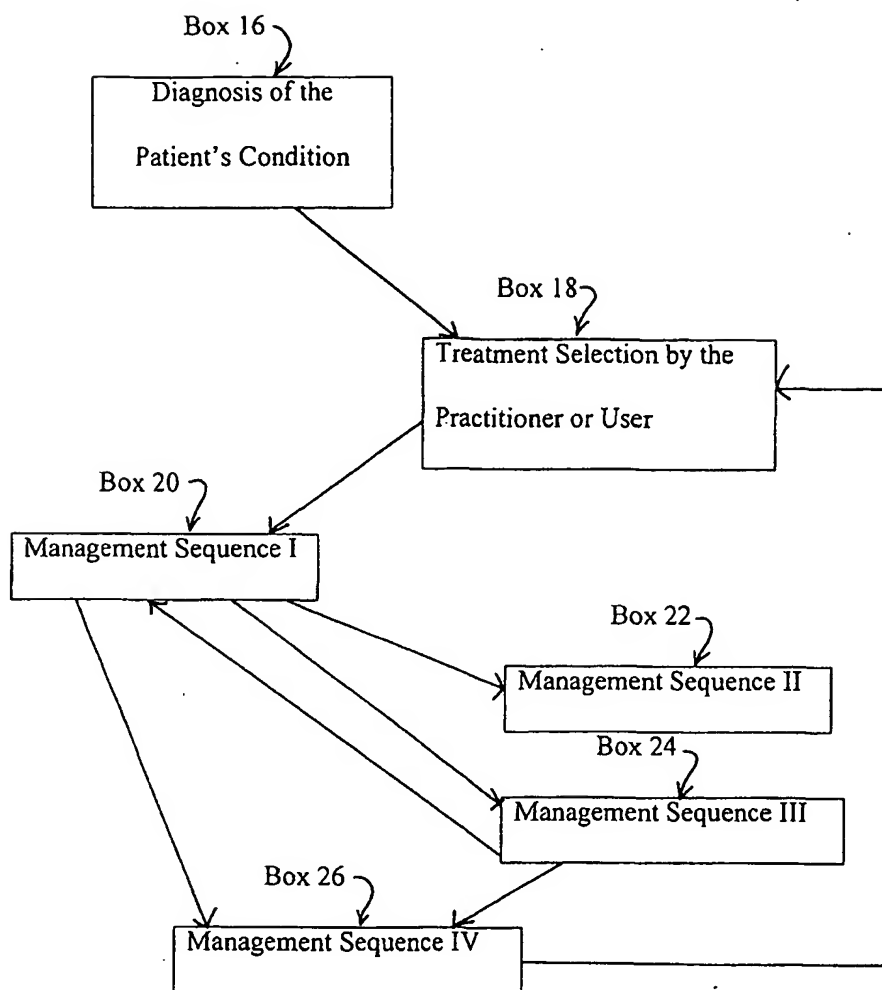 Box 16
Diagnosis of the
Patient's Condition
Box 18
Treatment Selection by the
Practitioner or User
Box 20
Management Sequence I
Box 22
Management Sequence II
Box 24
Management Sequence III
Box 26
Management Sequence IV